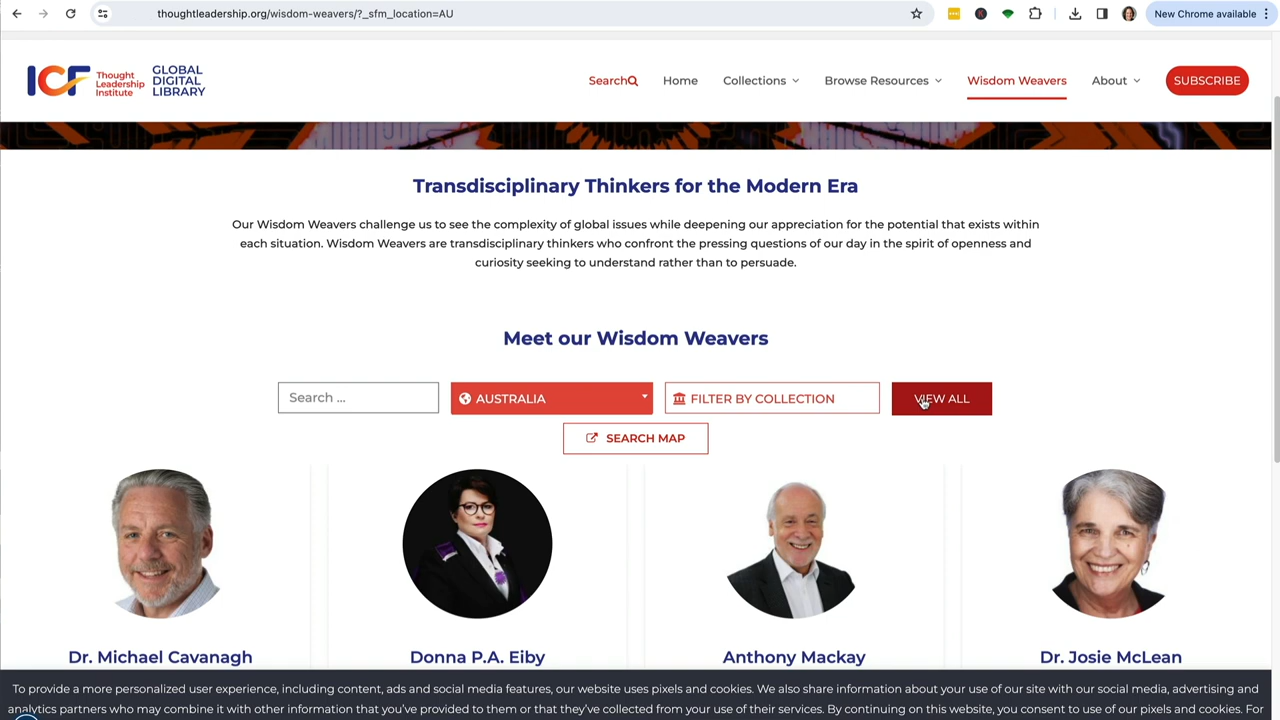 thoughtleadership.org/wisdom-weavers/?_sfm_location=AU
New Chrome available
ICF
Thought
Leadership
Institute
GLOBAL
DIGITAL
LIBRARY
Search
Home
Collections
Browse Resources
Wisdom Weavers
About
SUBSCRIBE
Transdisciplinary Thinkers for the Modern Era
Our Wisdom Weavers challenge us to see the complexity of global issues while deepening our appreciation for the potential that exists within
each situation. Wisdom Weavers are transdisciplinary thinkers who confront the pressing questions of our day in the spirit of openness and
curiosity seeking to understand rather than to persuade.
Meet our Wisdom Weavers
Search ...
AUSTRALIA
FILTER BY COLLECTION
VIEW ALL
SEARCH MAP
Dr. Michael Cavanagh
Donna P.A. Eiby
Anthony Mackay
Dr. Josie McLean
To provide a more personalized user experience, including content, ads and social media features, our website uses pixels and cookies. We also share information about your use of our site with our social media, advertising and
analytics partners who may combine it with other information that you've provided to them or that they've collected from your use of their services. By continuing on this website, you consent to use of our pixels and cookies. For